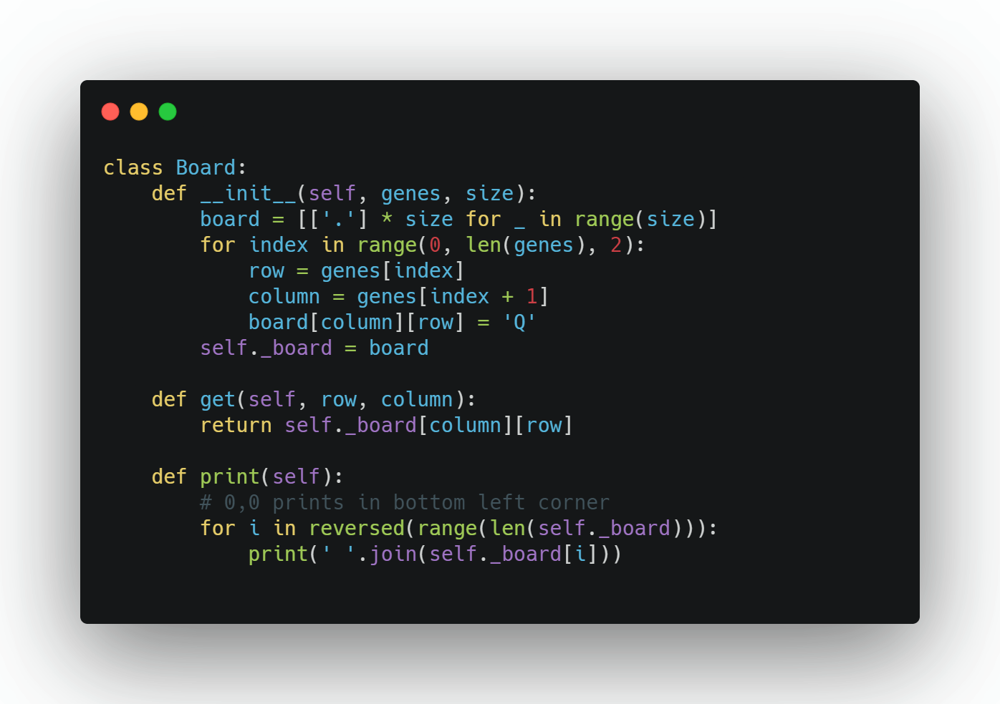 class Board:
    def __init__(self, genes, size):
        board = [['.'] * size for _ in range(size)]
        for index in range(0, len(genes), 2):
            row = genes[index]
            column = genes[index + 1]
            board[column][row] = 'Q'
        self._board = board

    def get(self, row, column):
        return self._board[column][row]

    def print(self):
        # 0,0 prints in bottom left corner
        for i in reversed(range(len(self._board))):
            print(' '.join(self._board[i]))